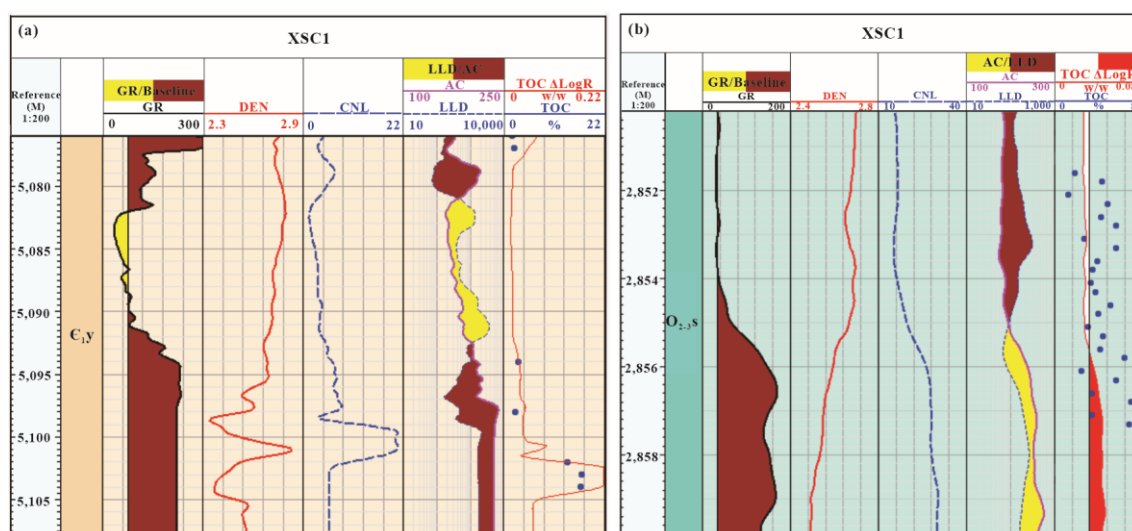 (a)
XSC1
Reference
(M)
1:200
GR/Baseline
GR
0 300
DEN
2.3 2.9
CNL
0 22
LLD AC
AC
100 250
LLD
10 10,000
TOC ΔLogR
0 w/w 0.22
TOC
0 % 22
5,080
5,085
5,090
5,095
5,100
5,105
Є₁y
(b)
XSC1
Reference
(M)
1:200
GR/Baseline
GR
0 200
DEN
2.4 2.8
CNL
10 40
AC/LLD
AC
100 300
LLD
10 1,000
TOC ΔLogR
0 w/w
TOC
0 %
2,852
2,854
2,856
2,858
O₂₋₃s